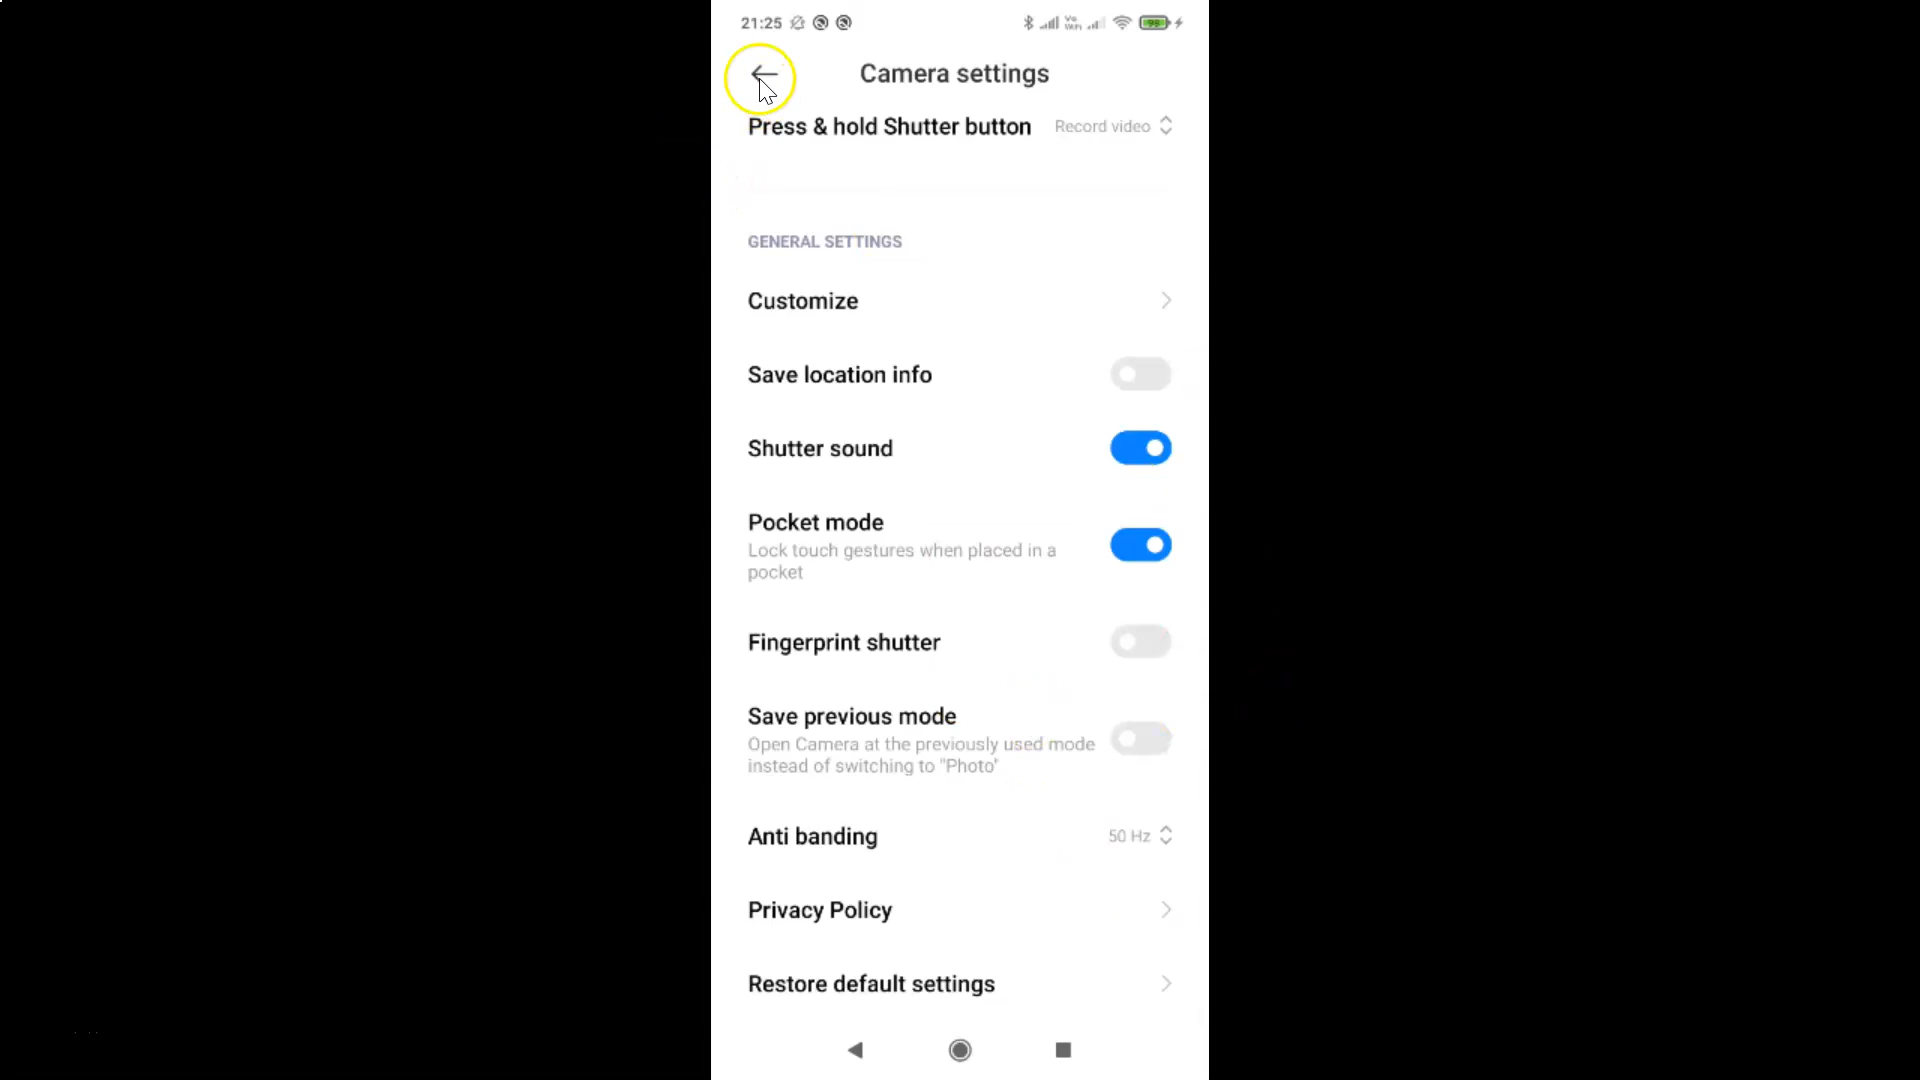 21:25
98
Camera settings
Press & hold Shutter button Record video
GENERAL SETTINGS
Customize
Save location info
Shutter sound
Pocket mode
Lock touch gestures when placed in a
pocket
Fingerprint shutter
Save previous mode
Open Camera at the previously used mode
instead of switching to "Photo"
Anti banding 50 Hz
Privacy Policy
Restore default settings